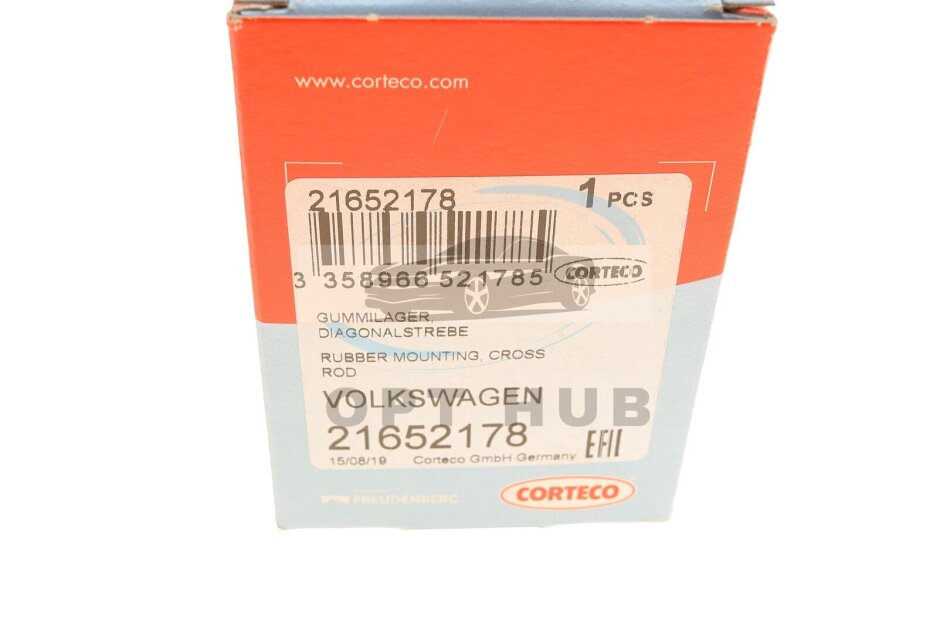 www.corteco.com
21652178 1 PCS
3 358966 521785 CORTECO
GUMMILAGER,
DIAGONALSTREBE
RUBBER MOUNTING, CROSS
ROD
VOLKSWAGEN
OPT HUB
21652178
15/08/19 Corteco GmbH Germany
FREUDENBERG
CORTECO